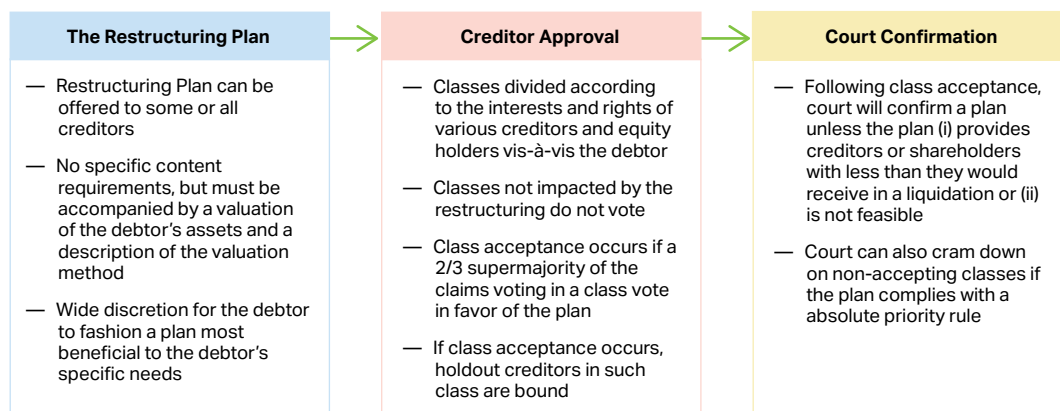 The Restructuring Plan
— Restructuring Plan can be
offered to some or all
creditors
— No specific content
requirements, but must be
accompanied by a valuation
of the debtor's assets and a
description of the valuation
method
— Wide discretion for the debtor
to fashion a plan most
beneficial to the debtor's
specific needs
Creditor Approval
— Classes divided according
to the interests and rights of
various creditors and equity
holders vis-à-vis the debtor
— Classes not impacted by the
restructuring do not vote
— Class acceptance occurs if a
2/3 supermajority of the
claims voting in a class vote
in favor of the plan
— If class acceptance occurs,
holdout creditors in such
class are bound
Court Confirmation
— Following class acceptance,
court will confirm a plan
unless the plan (i) provides
creditors or shareholders
with less than they would
receive in a liquidation or (ii)
is not feasible
— Court can also cram down
on non-accepting classes if
the plan complies with a
absolute priority rule